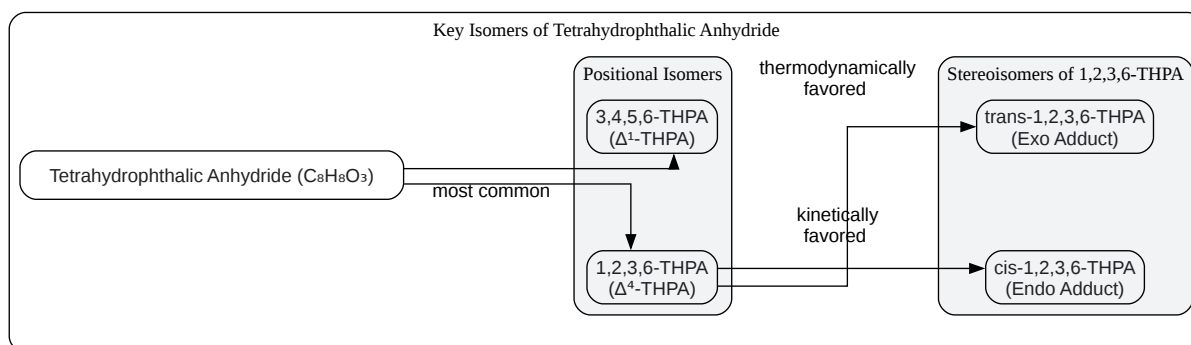 Key Isomers of Tetrahydrophthalic Anhydride
Tetrahydrophthalic Anhydride (C₈H₈O₃)
most common
Positional Isomers
3,4,5,6-THPA
(Δ¹-THPA)
1,2,3,6-THPA
(Δ⁴-THPA)
thermodynamically
favored
kinetically
favored
Stereoisomers of 1,2,3,6-THPA
trans-1,2,3,6-THPA
(Exo Adduct)
cis-1,2,3,6-THPA
(Endo Adduct)